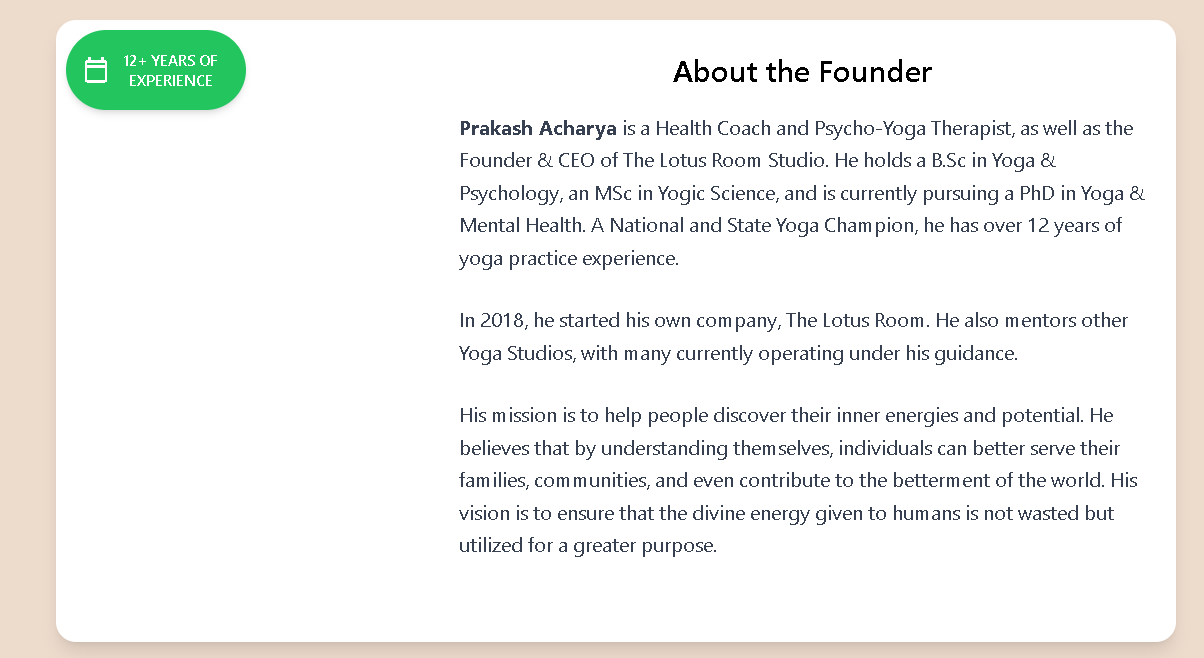 12+ YEARS OF
EXPERIENCE
About the Founder
Prakash Acharya is a Health Coach and Psycho-Yoga Therapist, as well as the
Founder & CEO of The Lotus Room Studio. He holds a B.Sc in Yoga &
Psychology, an MSc in Yogic Science, and is currently pursuing a PhD in Yoga &
Mental Health. A National and State Yoga Champion, he has over 12 years of
yoga practice experience.
In 2018, he started his own company, The Lotus Room. He also mentors other
Yoga Studios, with many currently operating under his guidance.
His mission is to help people discover their inner energies and potential. He
believes that by understanding themselves, individuals can better serve their
families, communities, and even contribute to the betterment of the world. His
vision is to ensure that the divine energy given to humans is not wasted but
utilized for a greater purpose.